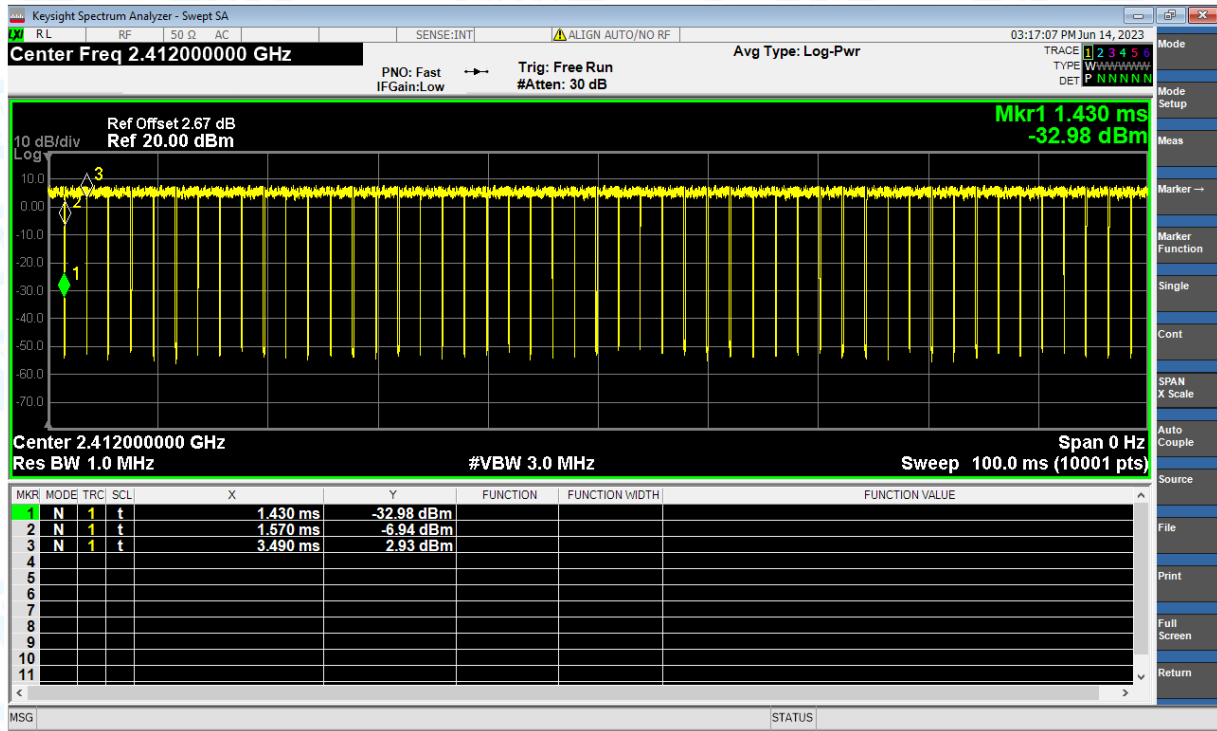 Keysight Spectrum Analyzer - Swept SA
LXI RL RF 50 Ω AC SENSE:INT ALIGN AUTO/NO RF 03:17:07 PM Jun 14, 2023
Center Freq 2.412000000 GHz
Avg Type: Log-Pwr
TRACE 1 2 3 4 5 6
TYPE WWWWWW
DET P N N N N N
PNO: Fast
IFGain:Low
Trig: Free Run
#Atten: 30 dB
Mkr1 1.430 ms
-32.98 dBm
Ref Offset 2.67 dB
10 dB/div Ref 20.00 dBm
Log
10.0
0.00
-10.0
-20.0
-30.0
-40.0
-50.0
-60.0
-70.0
3
2
1
Center 2.412000000 GHz Span 0 Hz
Res BW 1.0 MHz #VBW 3.0 MHz Sweep 100.0 ms (10001 pts)
MKR MODE TRC SCL X Y FUNCTION FUNCTION WIDTH FUNCTION VALUE
1 N 1 t 1.430 ms -32.98 dBm
2 N 1 t 1.570 ms -6.94 dBm
3 N 1 t 3.490 ms 2.93 dBm
4
5
6
7
8
9
10
11
MSG STATUS
Mode
Mode
Setup
Meas
Marker →
Marker
Function
Single
Cont
SPAN
X Scale
Auto
Couple
Source
File
Print
Full
Screen
Return